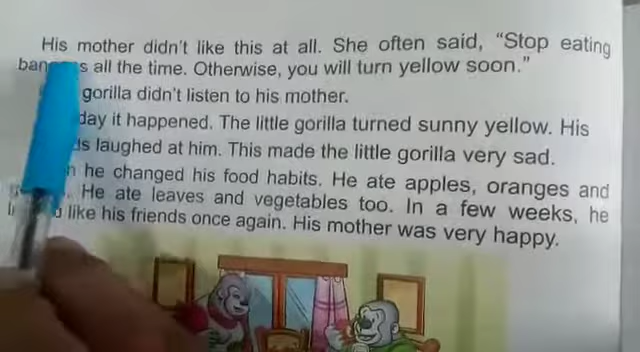 His mother didn't like this at all. She often said, "Stop eating
all the time. Otherwise, you will turn yellow soon."
gorilla didn't listen to his mother.
day it happened. The little gorilla turned sunny yellow. His
laughed at him. This made the little gorilla very sad.
he changed his food habits. He ate apples, oranges and
He ate leaves and vegetables too. In a few weeks, he
like his friends once again. His mother was very happy.